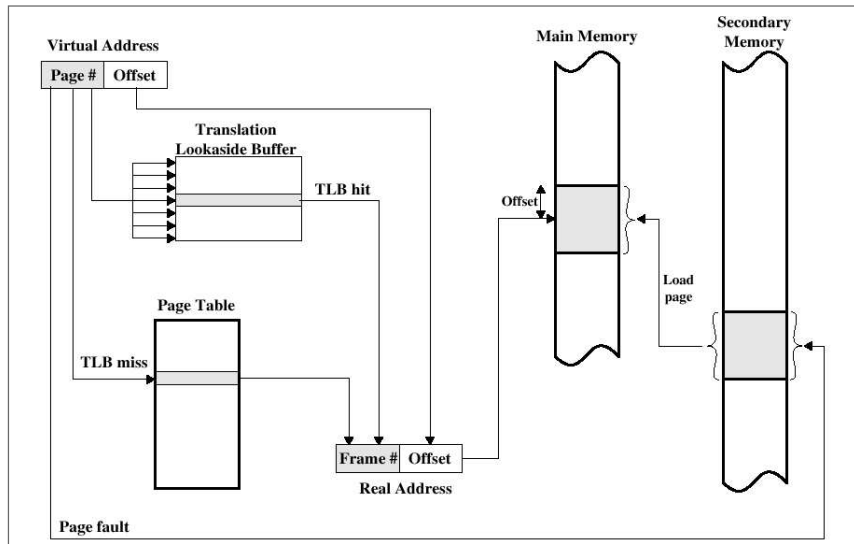 Virtual Address
Page #
Offset
Translation
Lookaside Buffer
TLB hit
Page Table
TLB miss
Frame #
Offset
Real Address
Page fault
Main Memory
Offset
Load
page
Secondary
Memory